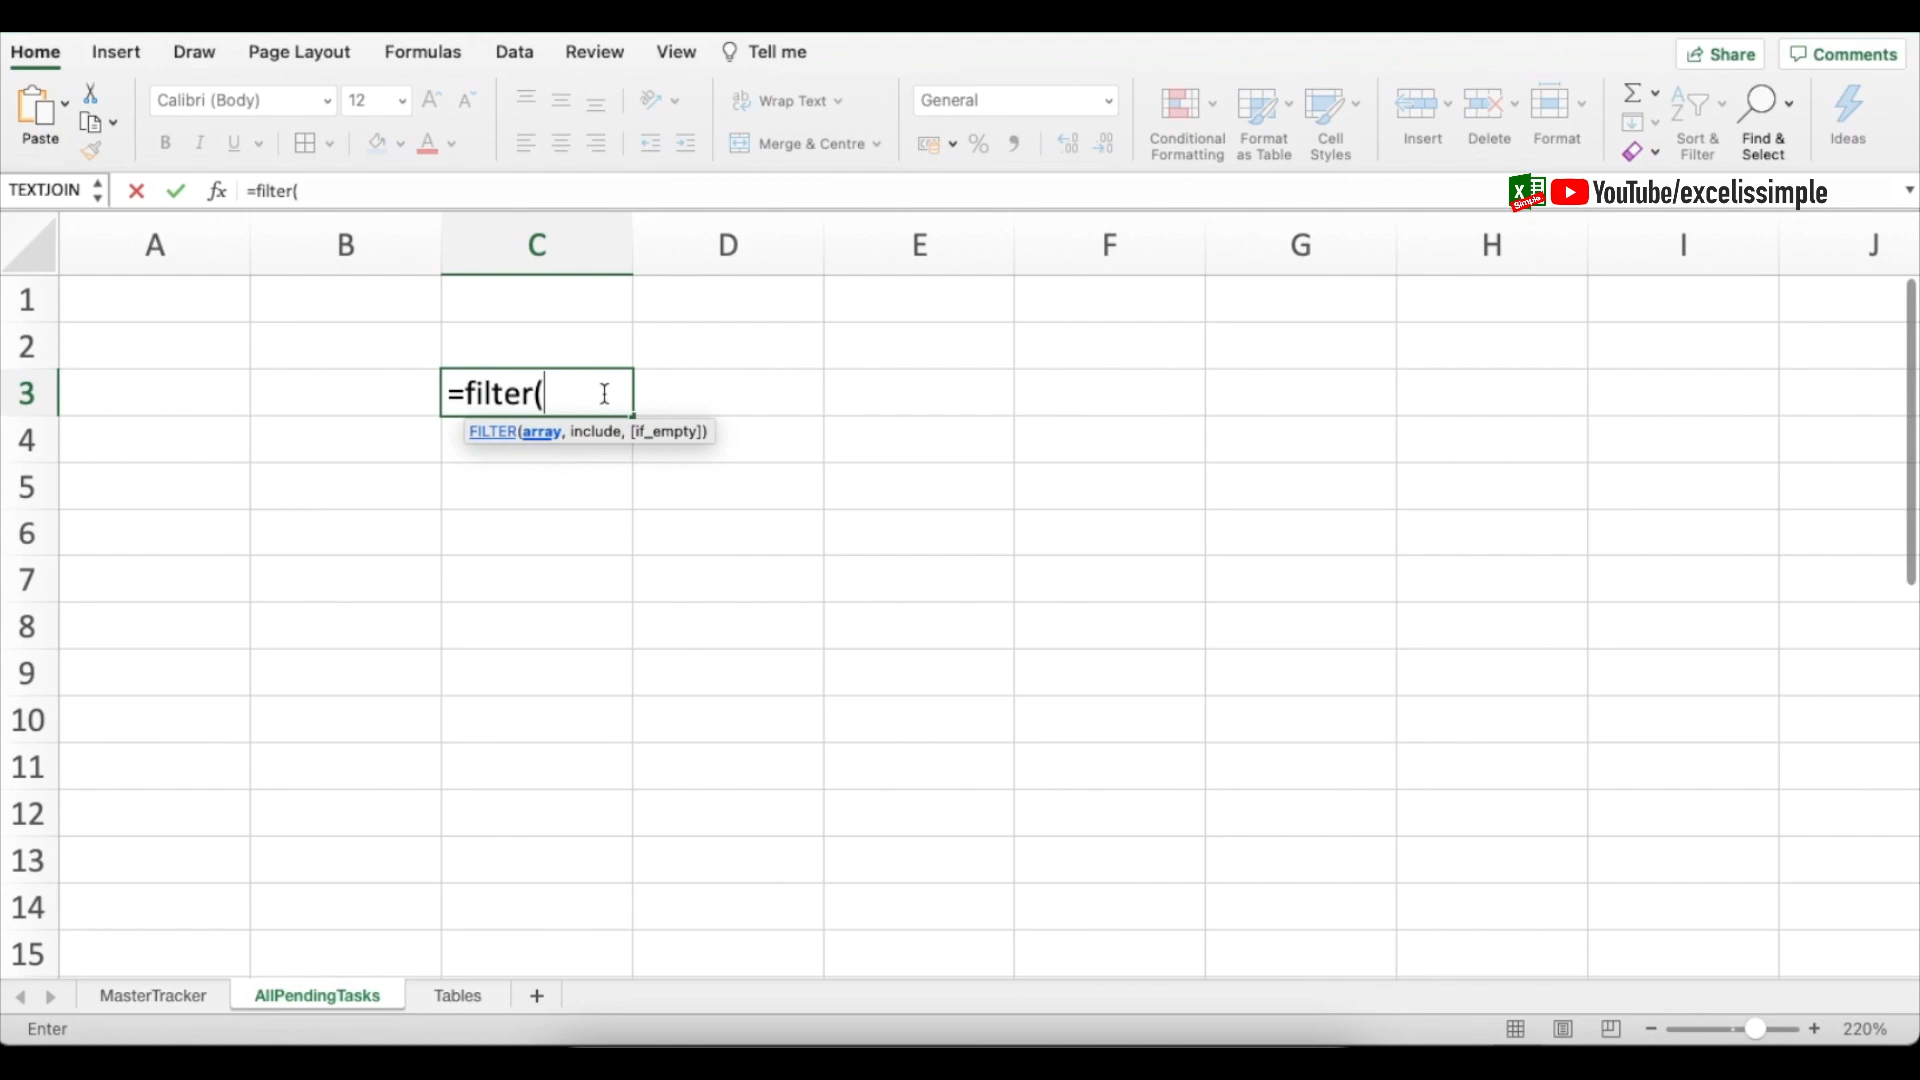 Home Insert Draw Page Layout Formulas Data Review View Tell me Share Comments
Paste Calibri (Body) 12 Wrap Text General
B I U A Merge & Centre % Conditional Formatting Format as Table Cell Styles Insert Delete Format Sort & Filter Find & Select Ideas
TEXTJOIN fx =filter( X Simple YouTube/excelissimple
A B C D E F G H I J
1
2
3 =filter(
FILTER(array, include, [if_empty])
4
5
6
7
8
9
10
11
12
13
14
15
MasterTracker AllPendingTasks Tables +
Enter 220%